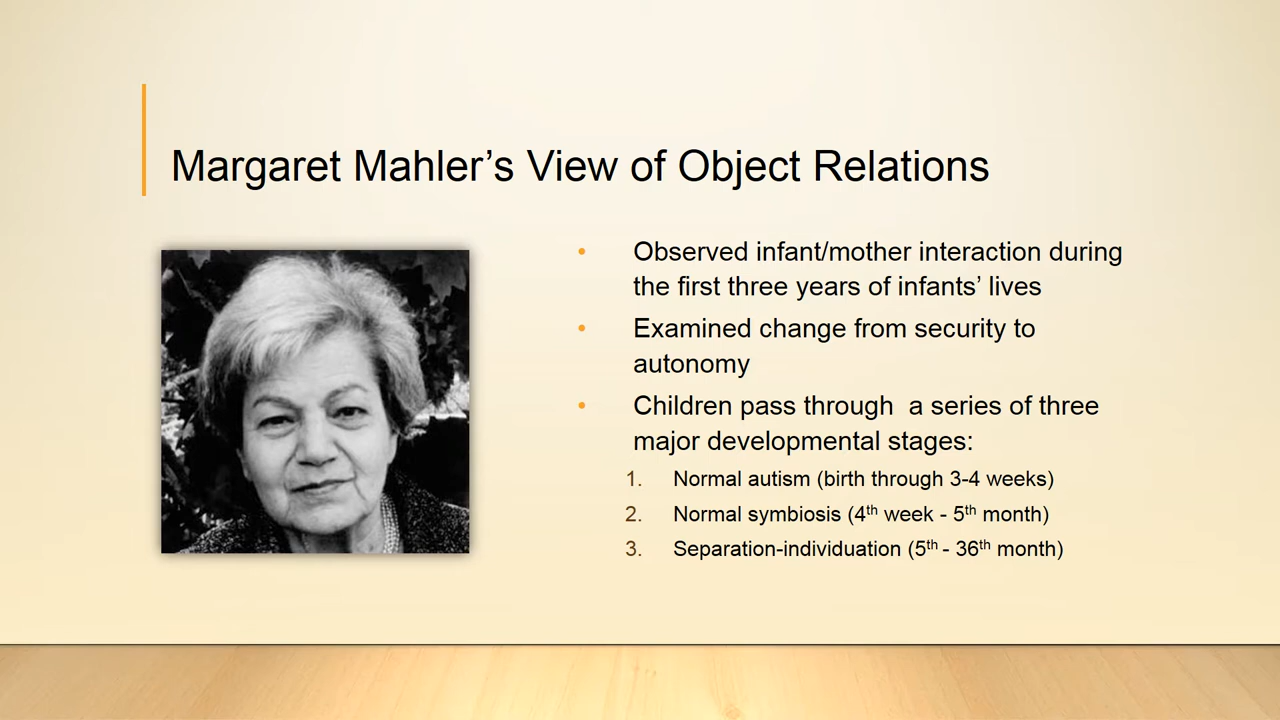 Margaret Mahler’s View of Object Relations
• Observed infant/mother interaction during
the first three years of infants’ lives
• Examined change from security to
autonomy
• Children pass through  a series of three
major developmental stages:
1. Normal autism (birth through 3-4 weeks)
2. Normal symbiosis (4th week - 5th month)
3. Separation-individuation (5th - 36th month)